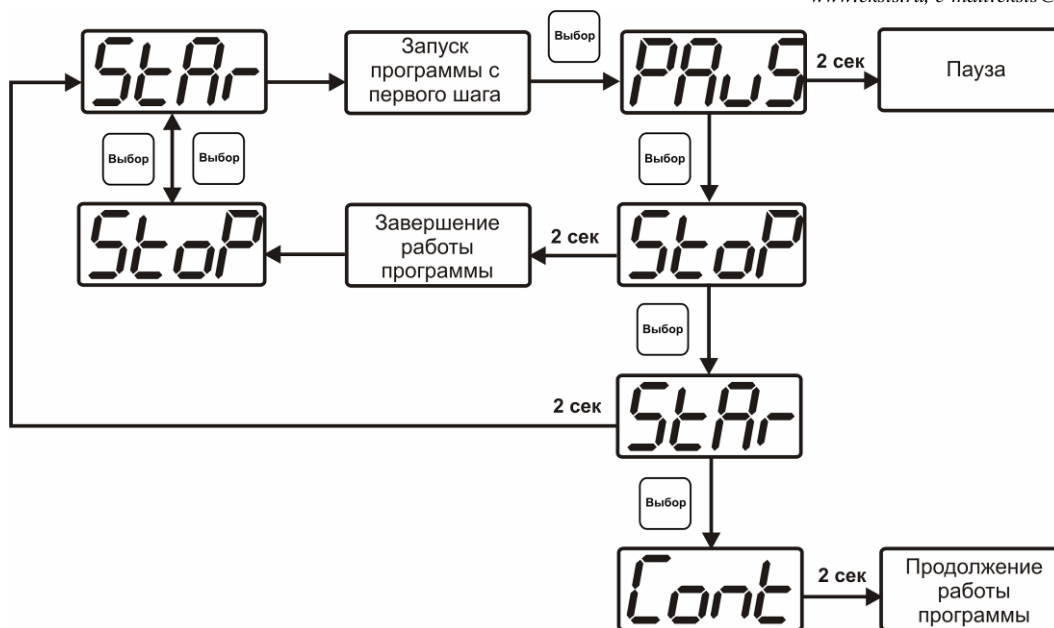 StAr
Запуск
программы с
первого шага
Выбор
PAuS
2 сек
Пауза
Выбор
Выбор
Выбор
StoP
Завершение
работы
программы
2 сек
StoP
Выбор
2 сек
StAr
Выбор
Cont
2 сек
Продолжение
работы
программы